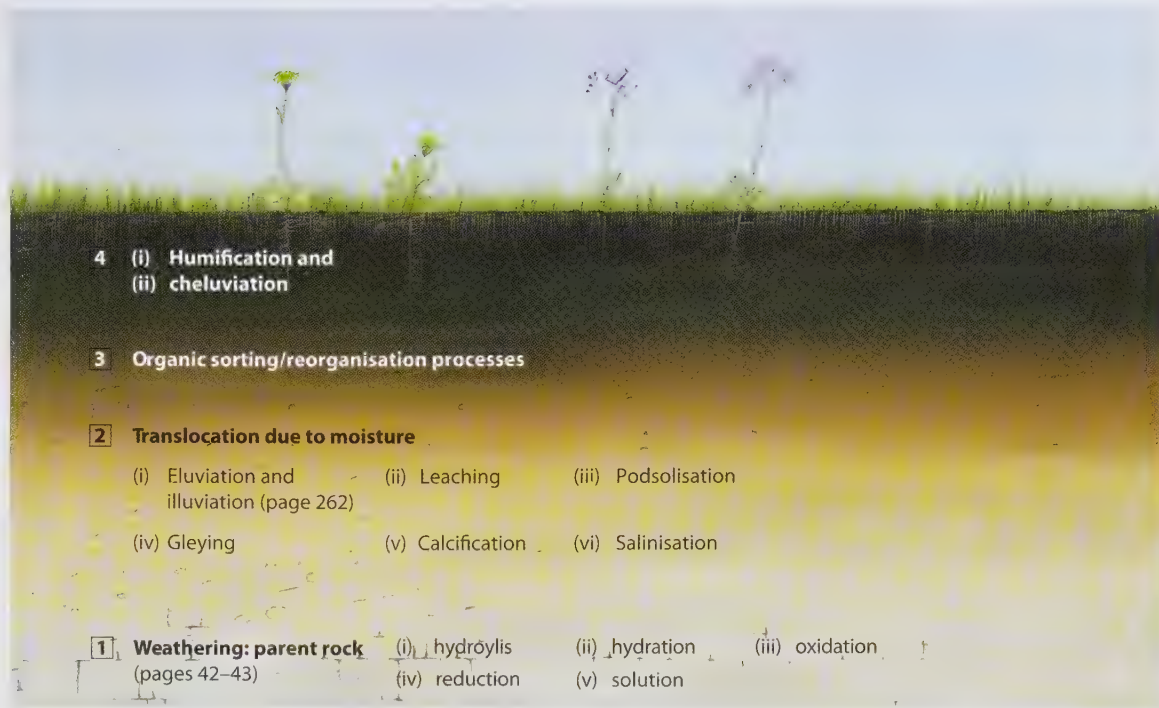 4 (i) Humification and
(ii) cheluviation
3 Organic sorting/reorganisation processes
2 Translocation due to moisture
(i) Eluviation and (ii) Leaching (iii) Podsolisation
illuviation (page 262)
(iv) Gleying (v) Calcification (vi) Salinisation
1 Weathering: parent rock (i) hydroylis (ii) hydration (iii) oxidation
(pages 42–43) (iv) reduction (v) solution